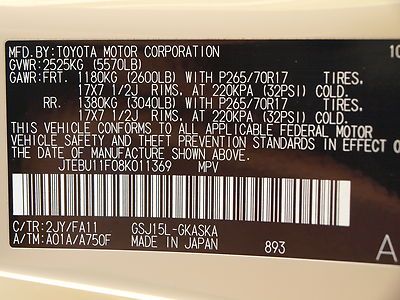 MFD. BY: TOYOTA MOTOR CORPORATION 10
GVWR: 2525KG (5570LB)
GAWR: FRT. 1180KG (2600LB) WITH P265/70R17 TIRES.
17X7 1/2J RIMS. AT 220KPA (32PSI) COLD.
RR. 1380KG (3040LB) WITH P265/70R17 TIRES.
17X7 1/2J RIMS. AT 220KPA (32PSI) COLD.
THIS VEHICLE CONFORMS TO ALL APPLICABLE FEDERAL MOTOR
VEHICLE SAFETY AND THEFT PREVENTION STANDARDS IN EFFECT
THE DATE OF MANUFACTURE SHOWN ABOVE.
JTEBU11F08K011369 MPV
C/TR: 2JY/FA11 GSJ15L-GKASKA
A/TM: A01A/A750F MADE IN JAPAN 893 A